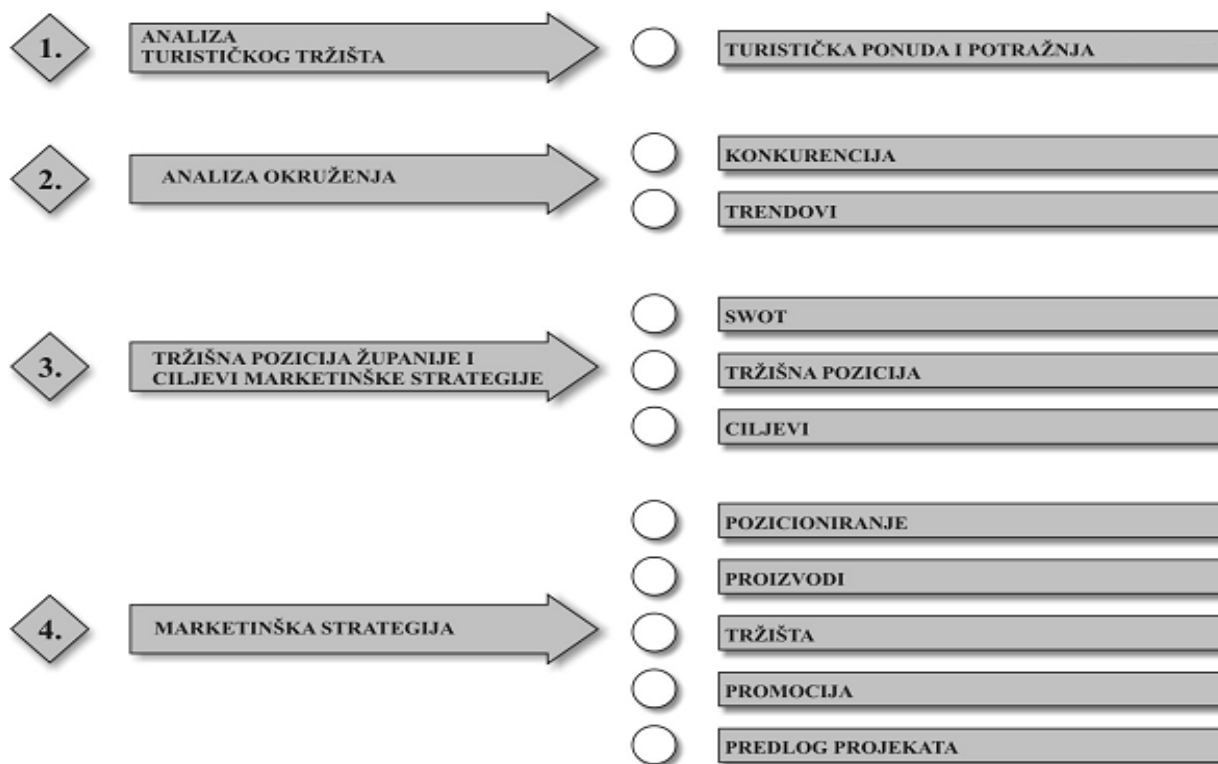 1.
ANALIZA
TURISTIČKOG TRŽIŠTA
TURISTIČKA PONUDA I POTRAŽNJA
2.
ANALIZA OKRUŽENJA
KONKURENCIJA
TRENDOVI
3.
TRŽIŠNA POZICIJA ŽUPANIJE I
CILJEVI MARKETINŠKE STRATEGIJE
SWOT
TRŽIŠNA POZICIJA
CILJEVI
4.
MARKETINŠKA STRATEGIJA
POZICIONIRANJE
PROIZVODI
TRŽIŠTA
PROMOCIJA
PREDLOG PROJEKATA